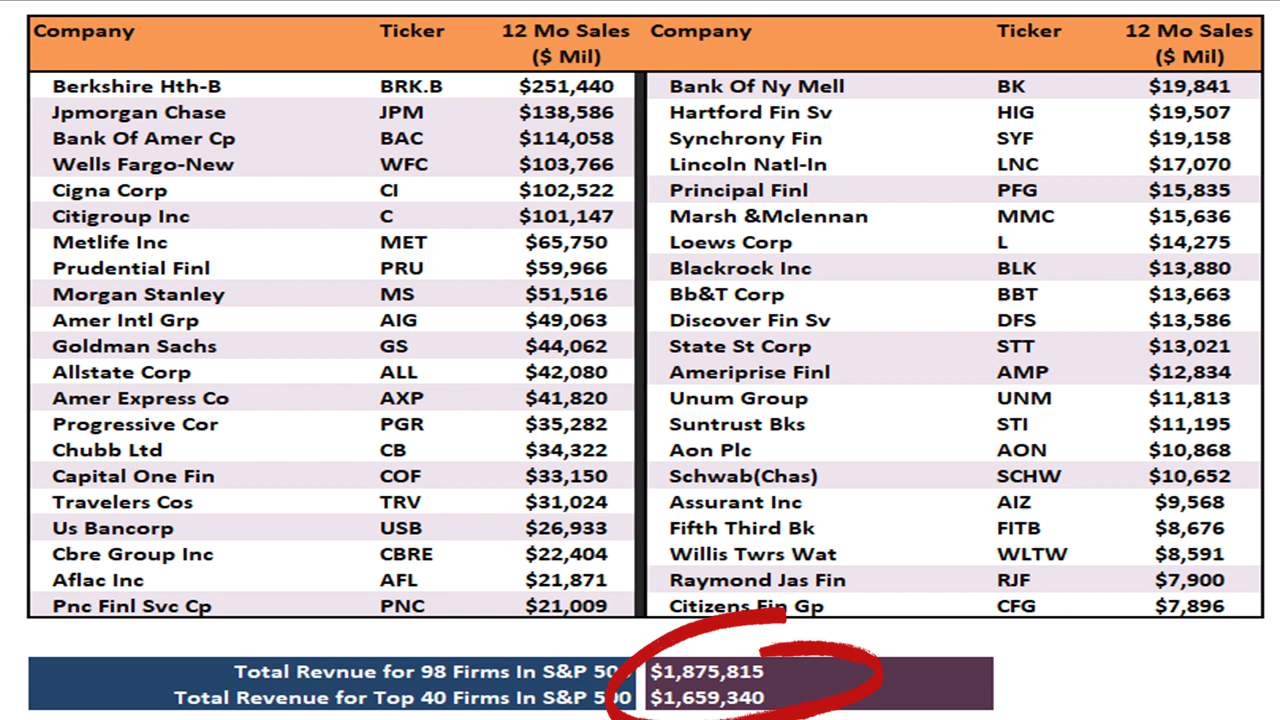 Company Ticker 12 Mo Sales ($ Mil) Company Ticker 12 Mo Sales ($ Mil)
Berkshire Hth-B BRK.B $251,440 Bank Of Ny Mell BK $19,841
Jpmorgan Chase JPM $138,586 Hartford Fin Sv HIG $19,507
Bank Of Amer Cp BAC $114,058 Synchrony Fin SYF $19,158
Wells Fargo-New WFC $103,766 Lincoln Natl-In LNC $17,070
Cigna Corp CI $102,522 Principal Finl PFG $15,835
Citigroup Inc C $101,147 Marsh &Mclennan MMC $15,636
Metlife Inc MET $65,750 Loews Corp L $14,275
Prudential Finl PRU $59,966 Blackrock Inc BLK $13,880
Morgan Stanley MS $51,516 Bb&T Corp BBT $13,663
Amer Intl Grp AIG $49,063 Discover Fin Sv DFS $13,586
Goldman Sachs GS $44,062 State St Corp STT $13,021
Allstate Corp ALL $42,080 Ameriprise Finl AMP $12,834
Amer Express Co AXP $41,820 Unum Group UNM $11,813
Progressive Cor PGR $35,282 Suntrust Bks STI $11,195
Chubb Ltd CB $34,322 Aon Plc AON $10,868
Capital One Fin COF $33,150 Schwab(Chas) SCHW $10,652
Travelers Cos TRV $31,024 Assurant Inc AIZ $9,568
Us Bancorp USB $26,933 Fifth Third Bk FITB $8,676
Cbre Group Inc CBRE $22,404 Willis Twrs Wat WLTW $8,591
Aflac Inc AFL $21,871 Raymond Jas Fin RJF $7,900
Pnc Finl Svc Cp PNC $21,009 Citizens Fin Gp CFG $7,896
Total Revnue for 98 Firms In S&P 500 $1,875,815
Total Revenue for Top 40 Firms In S&P 500 $1,659,340